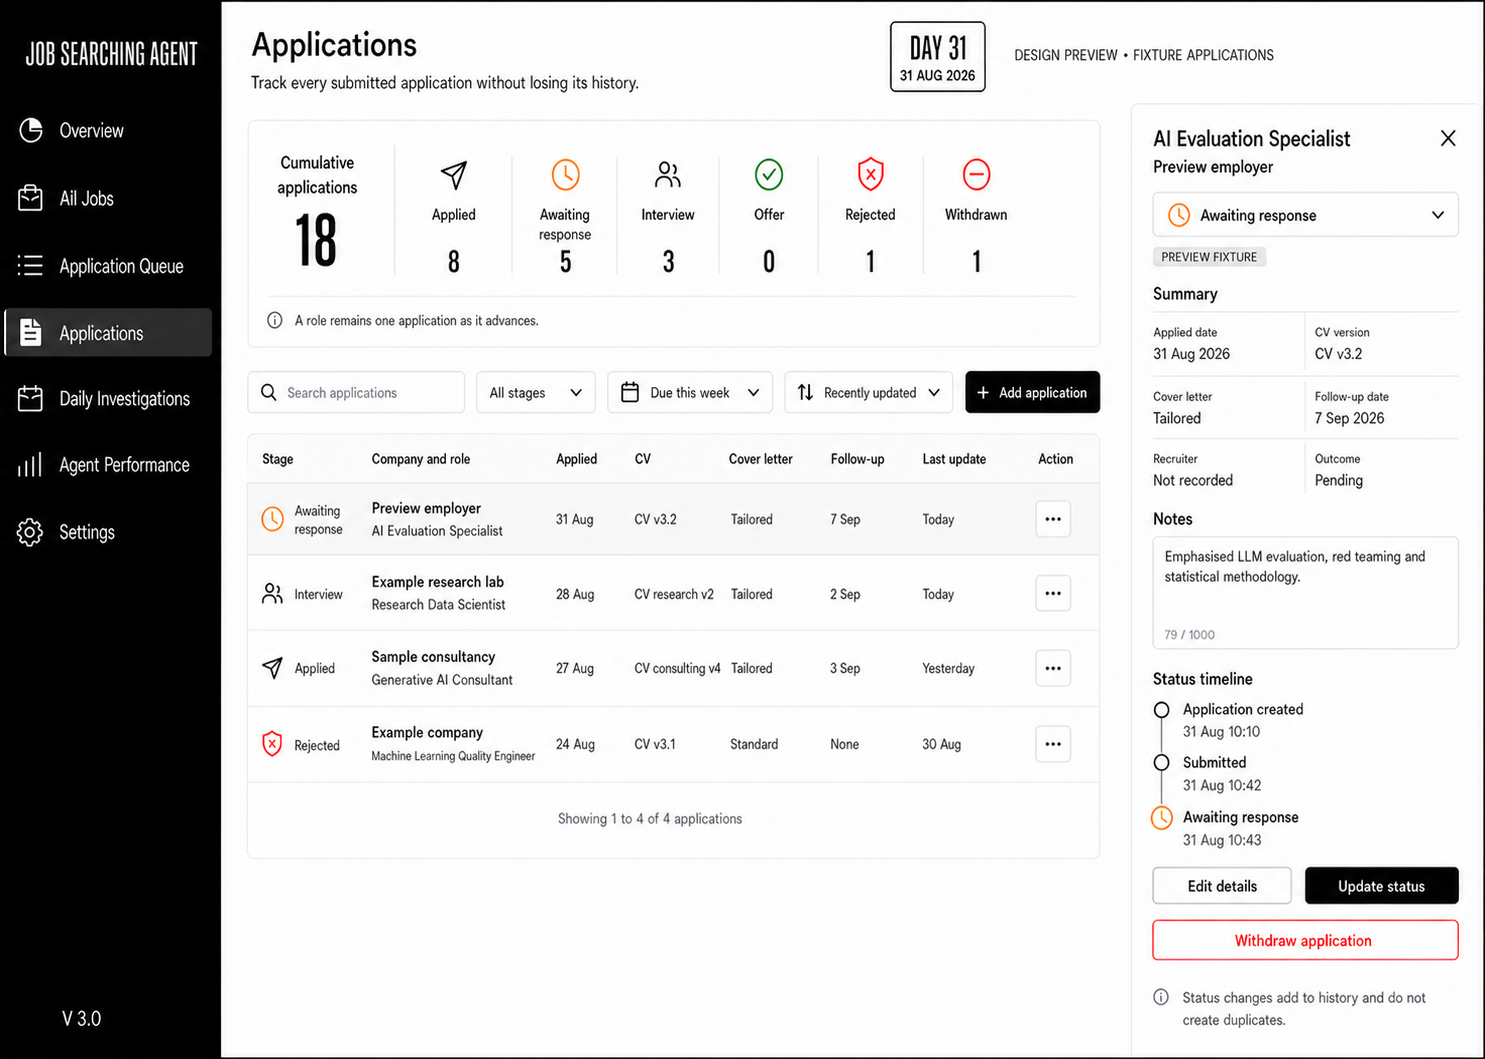 JOB SEARCHING AGENT
Overview
Ail Jobs
Application Queue
Applications
Daily Investigations
Agent Performance
Settings
V 3.0
Applications
Track every submitted application without losing its history.
DAY 31
31 AUG 2026
DESIGN PREVIEW • FIXTURE APPLICATIONS
Cumulative
applications
18
Applied
8
Awaiting
response
5
Interview
3
Offer
0
Rejected
1
Withdrawn
1
A role remains one application as it advances.
Search applications
All stages
Due this week
Recently updated
+ Add application
Stage Company and role Applied CV Cover letter Follow-up Last update Action
Awaiting
response
Preview employer
AI Evaluation Specialist
31 Aug CV v3.2 Tailored 7 Sep Today
Interview
Example research lab
Research Data Scientist
28 Aug CV research v2 Tailored 2 Sep Today
Applied
Sample consultancy
Generative AI Consultant
27 Aug CV consulting v4 Tailored 3 Sep Yesterday
Rejected
Example company
Machine Learning Quality Engineer
24 Aug CV v3.1 Standard None 30 Aug
Showing 1 to 4 of 4 applications
AI Evaluation Specialist
Preview employer
Awaiting response
PREVIEW FIXTURE
Summary
Applied date
31 Aug 2026
CV version
CV v3.2
Cover letter
Tailored
Follow-up date
7 Sep 2026
Recruiter
Not recorded
Outcome
Pending
Notes
Emphasised LLM evaluation, red teaming and
statistical methodology.
79 / 1000
Status timeline
Application created
31 Aug 10:10
Submitted
31 Aug 10:42
Awaiting response
31 Aug 10:43
Edit details
Update status
Withdraw application
Status changes add to history and do not
create duplicates.